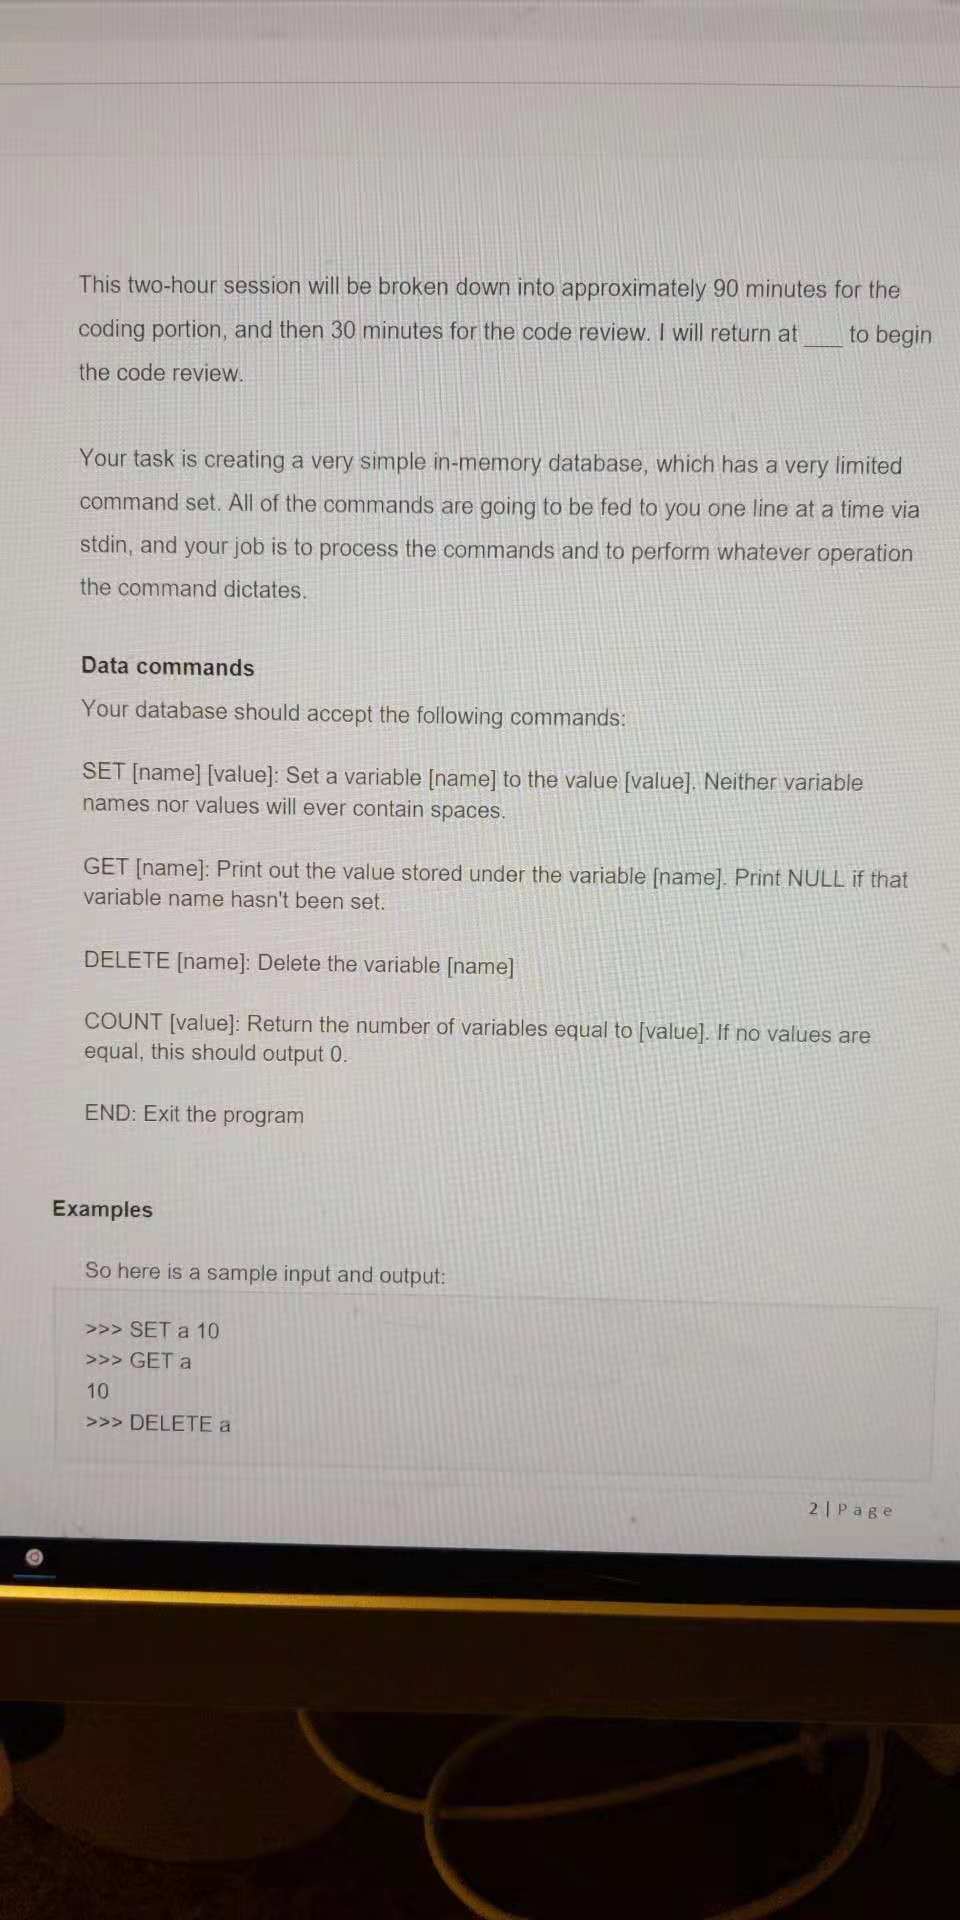 This two-hour session will be broken down into approximately 90 minutes for the
coding portion, and then 30 minutes for the code review. I will return at ___ to begin
the code review.
Your task is creating a very simple in-memory database, which has a very limited
command set. All of the commands are going to be fed to you one line at a time via
stdin, and your job is to process the commands and to perform whatever operation
the command dictates.
Data commands
Your database should accept the following commands:
SET [name] [value]: Set a variable [name] to the value [value]. Neither variable
names nor values will ever contain spaces.
GET [name]: Print out the value stored under the variable [name]. Print NULL if that
variable name hasn't been set.
DELETE [name]: Delete the variable [name]
COUNT [value]: Return the number of variables equal to [value]. If no values are
equal, this should output 0.
END: Exit the program
Examples
So here is a sample input and output:
>>> SET a 10
>>> GET a
10
>>> DELETE a
2 | Page